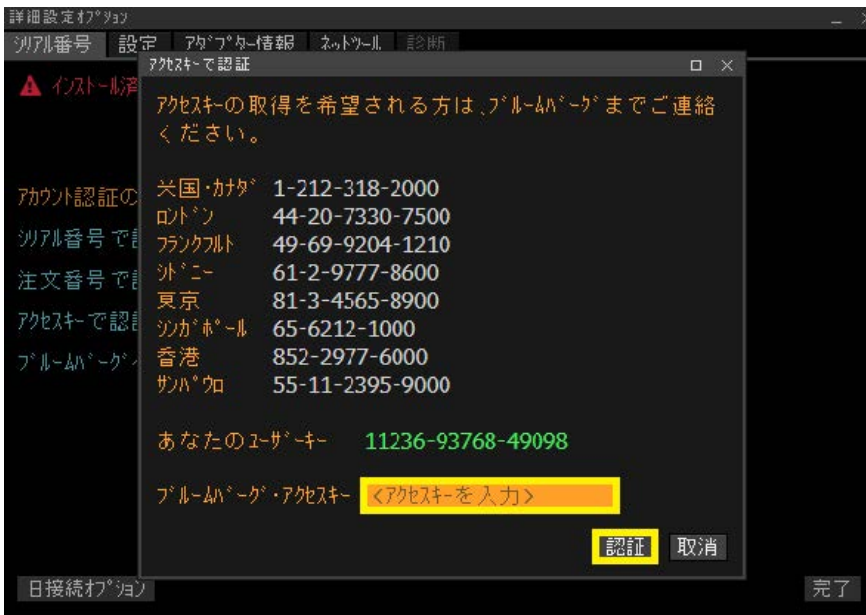 詳細設定ｵﾌﾟｼｮﾝ
ｼﾘｱﾙ番号 設定 ｱﾀﾞﾌﾟﾀｰ情報 ﾈｯﾄﾂｰﾙ 診断
ｱｸｾｽｷｰで認証
ｲﾝｽﾄｰﾙ済
ｱｸｾｽｷｰの取得を希望される方は､ﾌﾞﾙｰﾑﾊﾞｰｸﾞまでご連絡
ください。
ｱｶｳﾝﾄ認証の
ｼﾘｱﾙ番号 で
注文番号 で
ｱｸｾｽｷｰで認
ﾌﾞﾙｰﾑﾊﾞｰｸﾞ
米国･ｶﾅﾀﾞ 1-212-318-2000
ﾛﾝﾄﾞﾝ 44-20-7330-7500
ﾌﾗﾝｸﾌﾙﾄ 49-69-9204-1210
ｼﾄﾞﾆｰ 61-2-9777-8600
東京 81-3-4565-8900
ｼﾝｶﾞﾎﾟｰﾙ 65-6212-1000
香港 852-2977-6000
ｻﾝﾊﾟｳﾛ 55-11-2395-9000
あなたのﾕｰｻﾞｰｷｰ 11236-93768-49098
ﾌﾞﾙｰﾑﾊﾞｰｸﾞ･ｱｸｾｽｷｰ <ｱｸｾｽｷｰを入力>
認証 取消
日接続ｵﾌﾟｼｮﾝ 完了